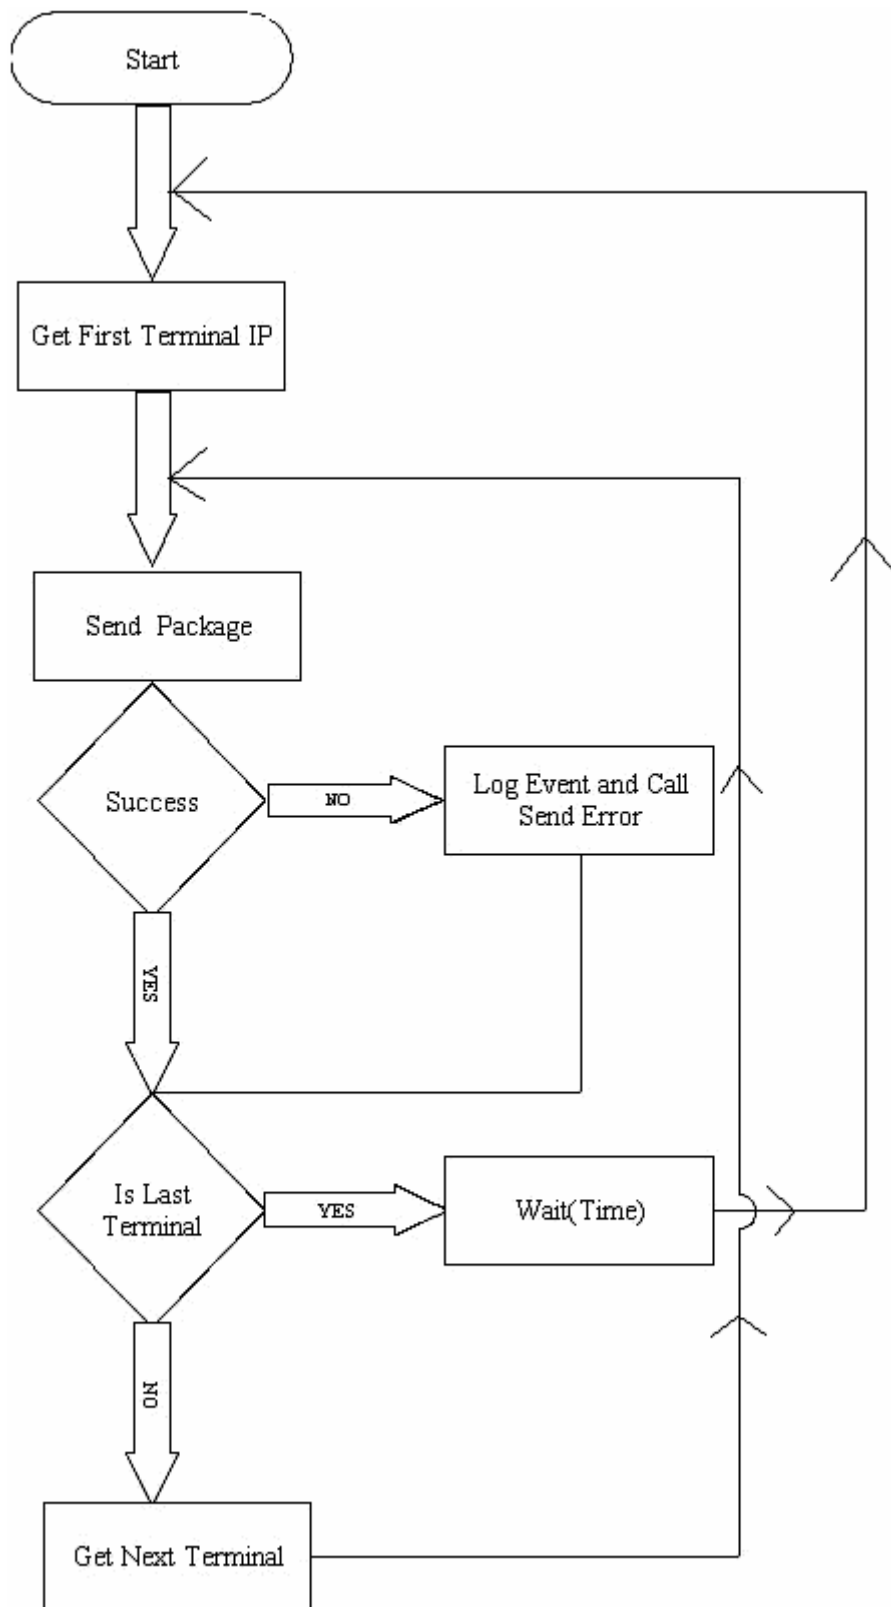 Start
Get First Terminal IP
Send Package
Success
NO
Log Event and Call
Send Error
YES
Is Last
Terminal
YES
Wait(Time)
NO
Get Next Terminal